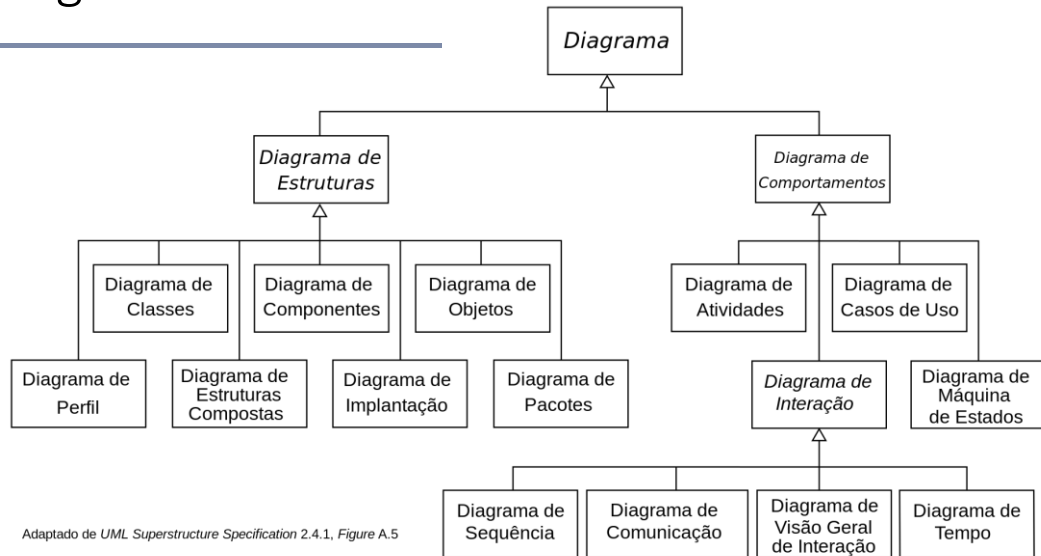 Diagrama
Diagrama de
Estruturas
Diagrama de
Comportamentos
Diagrama de
Classes
Diagrama de
Componentes
Diagrama de
Objetos
Diagrama de
Atividades
Diagrama de
Casos de Uso
Diagrama de
Perfil
Diagrama de
Estruturas
Compostas
Diagrama de
Implantação
Diagrama de
Pacotes
Diagrama de
Interação
Diagrama de
Máquina
de Estados
Diagrama de
Sequência
Diagrama de
Comunicação
Diagrama de
Visão Geral
de Interação
Diagrama de
Tempo
Adaptado de UML Superstructure Specification 2.4.1, Figure A.5